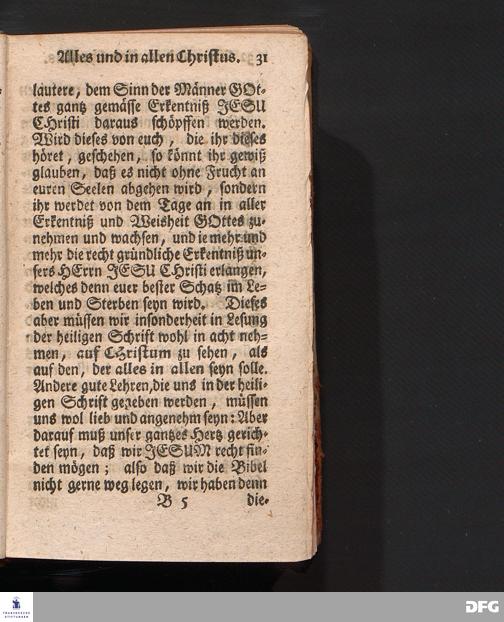 Alles und in allen Christus. 31
lautere, dem Sinn der Männer GOt-
tes gantz gemässe Erkentniß JESU
CHristi daraus schöpffen werden.
Wird dieses von euch, die ihr dieses
höret, geschehen, so könnt ihr gewiß
glauben, daß es nicht ohne Frucht an
euren Seelen abgehen wird, sondern
ihr werdet von dem Tage an in aller
Erkentniß und Weisheit GOttes zu-
nehmen und wachsen, und ie mehr und
mehr die recht gründliche Erkentniß un-
sers HErrn JESU CHristi erlangen,
welches denn euer bester Schatz im Le-
ben und Sterben seyn wird. Dieses
aber müssen wir insonderheit in Lesung
der heiligen Schrift wohl in acht neh-
men, auf CHristum zu sehen, als
auf den, der alles in allen seyn solle.
Andere gute Lehren, die uns in der heili-
gen Schrift gegeben werden, müssen
uns wol lieb und angenehm seyn: Aber
darauf muß unser gantzes Hertz gerich-
tet seyn, daß wir JESUM recht fin-
den mögen; also daß wir die Bibel
nicht gerne weg legen, wir haben denn
B 5 die-
FRANCKESCHE
STIFTUNGEN
DFG